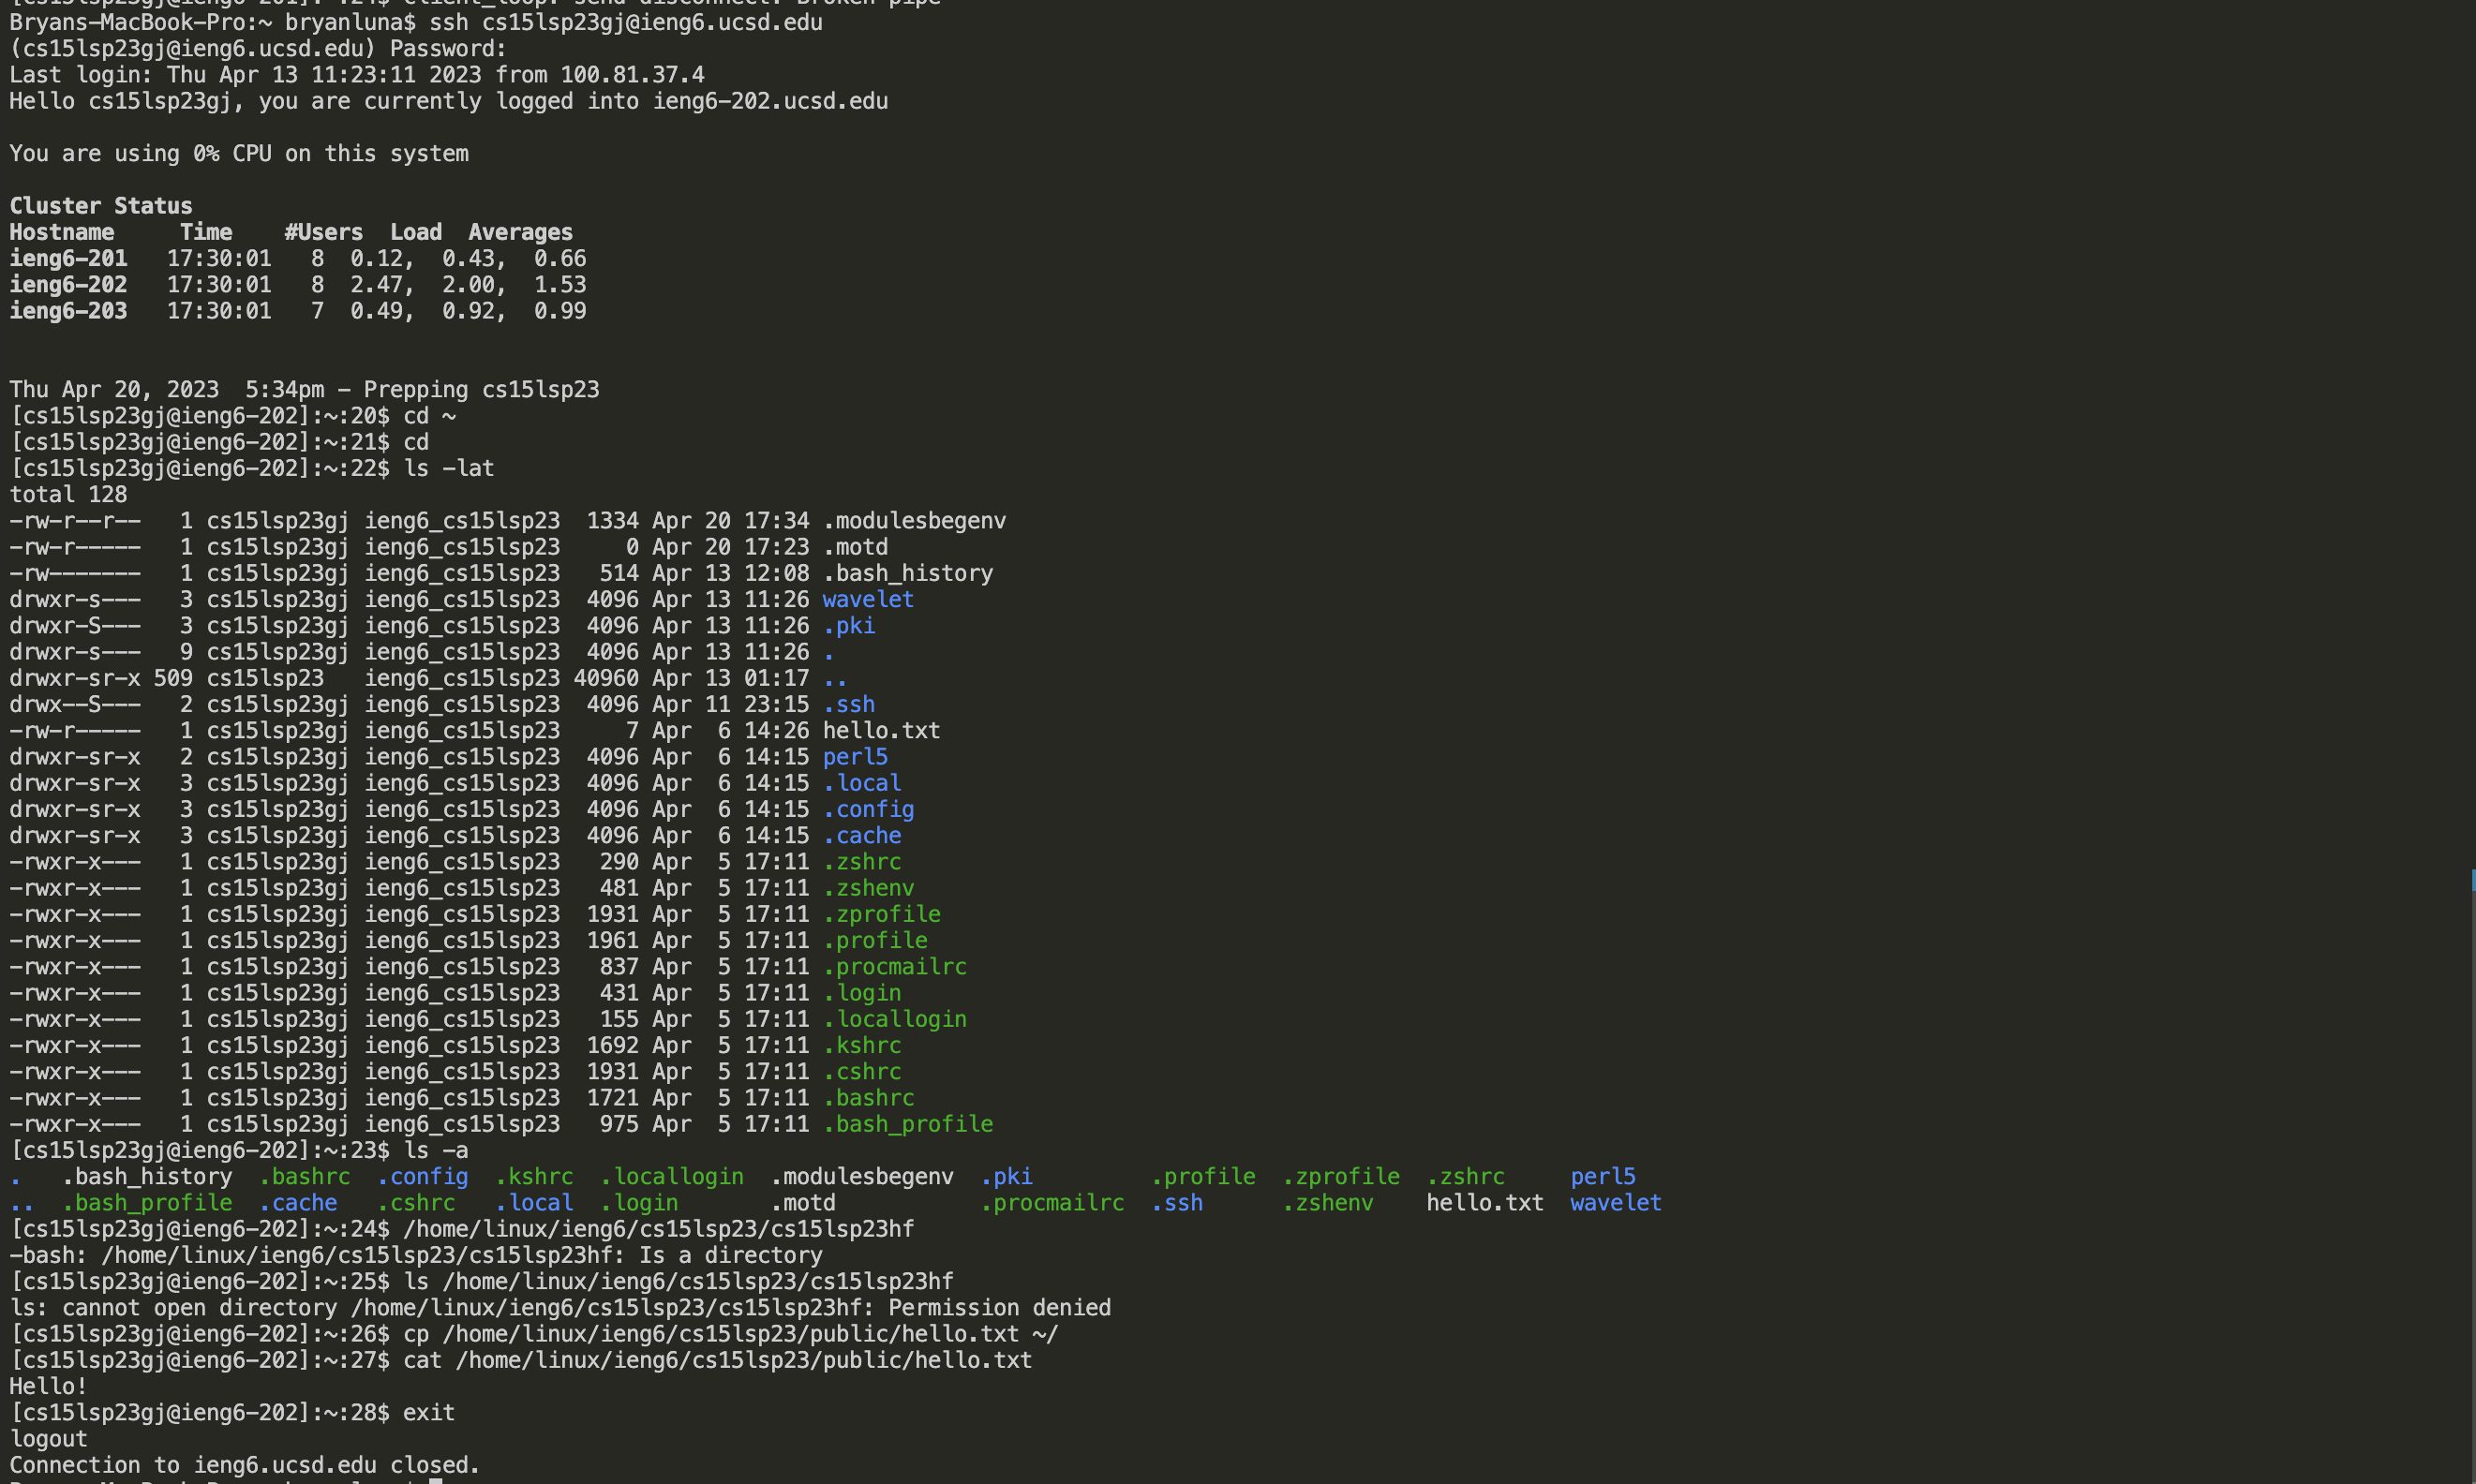 Bryans-MacBook-Pro:~ bryanluna$ ssh cs15lsp23gj@ieng6.ucsd.edu
(cs15lsp23gj@ieng6.ucsd.edu) Password:
Last login: Thu Apr 13 11:23:11 2023 from 100.81.37.4
Hello cs15lsp23gj, you are currently logged into ieng6-202.ucsd.edu
You are using 0% CPU on this system
Cluster Status
Hostname     Time    #Users  Load  Averages
ieng6-201   17:30:01   8  0.12,  0.43,  0.66
ieng6-202   17:30:01   8  2.47,  2.00,  1.53
ieng6-203   17:30:01   7  0.49,  0.92,  0.99
Thu Apr 20, 2023  5:34pm - Prepping cs15lsp23
[cs15lsp23gj@ieng6-202]:~:20$ cd ~
[cs15lsp23gj@ieng6-202]:~:21$ cd
[cs15lsp23gj@ieng6-202]:~:22$ ls -lat
total 128
-rw-r--r--   1 cs15lsp23gj ieng6_cs15lsp23  1334 Apr 20 17:34 .modulesbegenv
-rw-r-----   1 cs15lsp23gj ieng6_cs15lsp23     0 Apr 20 17:23 .motd
-rw-------   1 cs15lsp23gj ieng6_cs15lsp23   514 Apr 13 12:08 .bash_history
drwxr-s---   3 cs15lsp23gj ieng6_cs15lsp23  4096 Apr 13 11:26 wavelet
drwxr-S---   3 cs15lsp23gj ieng6_cs15lsp23  4096 Apr 13 11:26 .pki
drwxr-s---   9 cs15lsp23gj ieng6_cs15lsp23  4096 Apr 13 11:26 .
drwxr-sr-x 509 cs15lsp23   ieng6_cs15lsp23 40960 Apr 13 01:17 ..
drwx--S---   2 cs15lsp23gj ieng6_cs15lsp23  4096 Apr 11 23:15 .ssh
-rw-r-----   1 cs15lsp23gj ieng6_cs15lsp23     7 Apr  6 14:26 hello.txt
drwxr-sr-x   2 cs15lsp23gj ieng6_cs15lsp23  4096 Apr  6 14:15 perl5
drwxr-sr-x   3 cs15lsp23gj ieng6_cs15lsp23  4096 Apr  6 14:15 .local
drwxr-sr-x   3 cs15lsp23gj ieng6_cs15lsp23  4096 Apr  6 14:15 .config
drwxr-sr-x   3 cs15lsp23gj ieng6_cs15lsp23  4096 Apr  6 14:15 .cache
-rwxr-x---   1 cs15lsp23gj ieng6_cs15lsp23   290 Apr  5 17:11 .zshrc
-rwxr-x---   1 cs15lsp23gj ieng6_cs15lsp23   481 Apr  5 17:11 .zshenv
-rwxr-x---   1 cs15lsp23gj ieng6_cs15lsp23  1931 Apr  5 17:11 .zprofile
-rwxr-x---   1 cs15lsp23gj ieng6_cs15lsp23  1961 Apr  5 17:11 .profile
-rwxr-x---   1 cs15lsp23gj ieng6_cs15lsp23   837 Apr  5 17:11 .procmailrc
-rwxr-x---   1 cs15lsp23gj ieng6_cs15lsp23   431 Apr  5 17:11 .login
-rwxr-x---   1 cs15lsp23gj ieng6_cs15lsp23   155 Apr  5 17:11 .locallogin
-rwxr-x---   1 cs15lsp23gj ieng6_cs15lsp23  1692 Apr  5 17:11 .kshrc
-rwxr-x---   1 cs15lsp23gj ieng6_cs15lsp23  1931 Apr  5 17:11 .cshrc
-rwxr-x---   1 cs15lsp23gj ieng6_cs15lsp23  1721 Apr  5 17:11 .bashrc
-rwxr-x---   1 cs15lsp23gj ieng6_cs15lsp23   975 Apr  5 17:11 .bash_profile
[cs15lsp23gj@ieng6-202]:~:23$ ls -a
.   .bash_history  .bashrc  .config  .kshrc  .locallogin  .modulesbegenv  .pki         .profile  .zprofile  .zshrc     perl5
..  .bash_profile  .cache   .cshrc   .local  .login       .motd           .procmailrc  .ssh      .zshenv    hello.txt  wavelet
[cs15lsp23gj@ieng6-202]:~:24$ /home/linux/ieng6/cs15lsp23/cs15lsp23hf
-bash: /home/linux/ieng6/cs15lsp23/cs15lsp23hf: Is a directory
[cs15lsp23gj@ieng6-202]:~:25$ ls /home/linux/ieng6/cs15lsp23/cs15lsp23hf
ls: cannot open directory /home/linux/ieng6/cs15lsp23/cs15lsp23hf: Permission denied
[cs15lsp23gj@ieng6-202]:~:26$ cp /home/linux/ieng6/cs15lsp23/public/hello.txt ~/
[cs15lsp23gj@ieng6-202]:~:27$ cat /home/linux/ieng6/cs15lsp23/public/hello.txt
Hello!
[cs15lsp23gj@ieng6-202]:~:28$ exit
logout
Connection to ieng6.ucsd.edu closed.